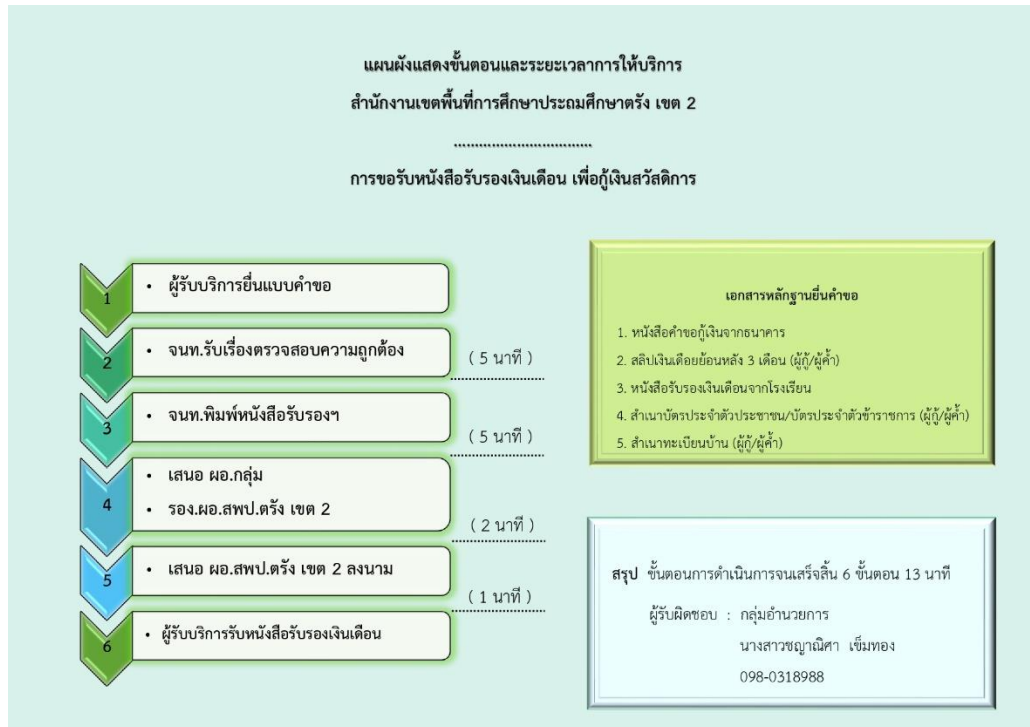 แผนผังแสดงขั้นตอนและระยะเวลาการให้บริการ
สำนักงานเขตพื้นที่การศึกษาประถมศึกษาตรัง เขต 2
.................................
การขอรับหนังสือรับรองเงินเดือน เพื่อกู้เงินสวัสดิการ
1
• ผู้รับบริการยื่นแบบคำขอ
2
• จนท.รับเรื่องตรวจสอบความถูกต้อง
( 5 นาที )
3
• จนท.พิมพ์หนังสือรับรองฯ
( 5 นาที )
4
• เสนอ ผอ.กลุ่ม
• รอง.ผอ.สพป.ตรัง เขต 2
( 2 นาที )
5
• เสนอ ผอ.สพป.ตรัง เขต 2 ลงนาม
( 1 นาที )
6
• ผู้รับบริการรับหนังสือรับรองเงินเดือน
เอกสารหลักฐานยื่นคำขอ
1. หนังสือคำขอกู้เงินจากธนาคาร
2. สลิปเงินเดือยย้อนหลัง 3 เดือน (ผู้กู้/ผู้ค้ำ)
3. หนังสือรับรองเงินเดือนจากโรงเรียน
4. สำเนาบัตรประจำตัวประชาชน/บัตรประจำตัวข้าราชการ (ผู้กู้/ผู้ค้ำ)
5. สำเนาทะเบียนบ้าน (ผู้กู้/ผู้ค้ำ)
สรุป ขั้นตอนการดำเนินการจนเสร็จสิ้น 6 ขั้นตอน 13 นาที
ผู้รับผิดชอบ : กลุ่มอำนวยการ
นางสาวชญาณิศา เข็มทอง
098-0318988